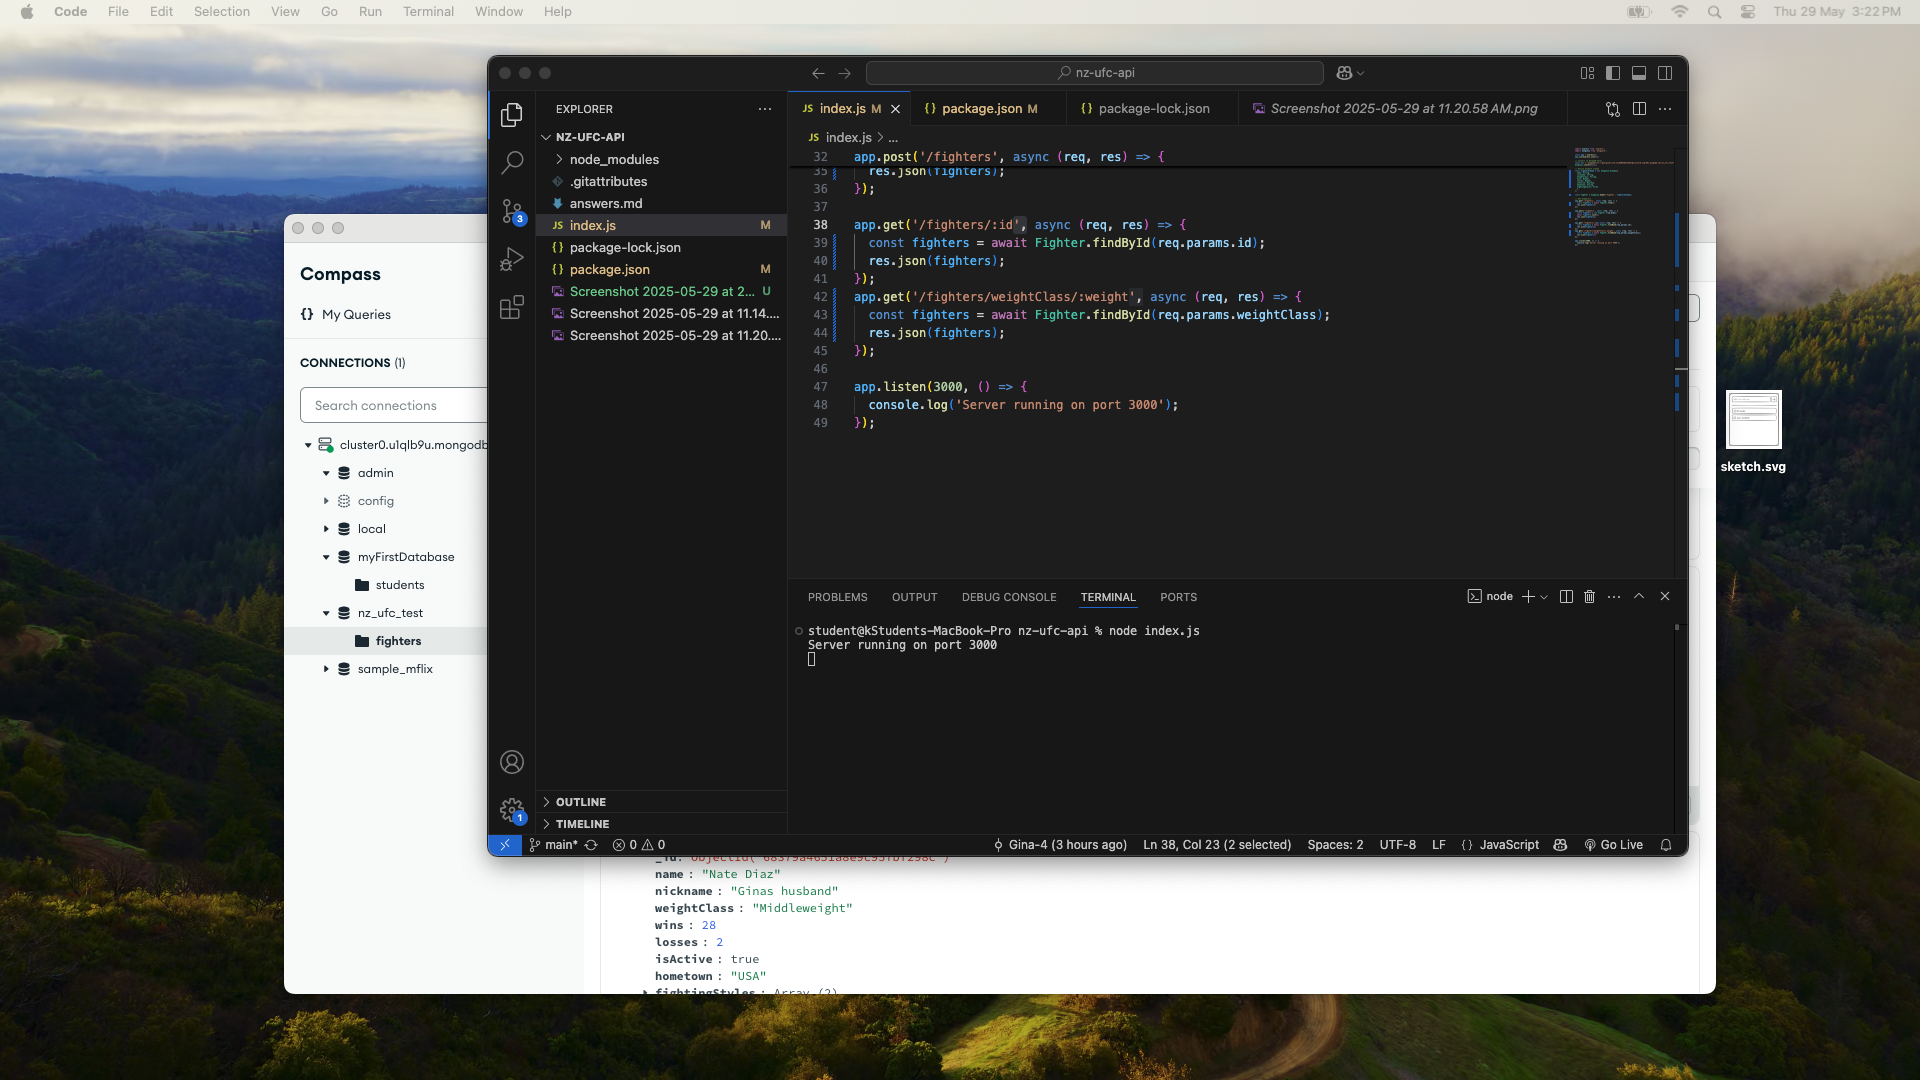 Code File Edit Selection View Go Run Terminal Window Help
Thu 29 May 3:22 PM
nz-ufc-api
EXPLORER
NZ-UFC-API
node_modules
.gitattributes
answers.md
JS index.js M
{} package-lock.json
{} package.json M
Screenshot 2025-05-29 at 2... U
Screenshot 2025-05-29 at 11.14....
Screenshot 2025-05-29 at 11.20....
OUTLINE
TIMELINE
3
1
JS index.js M
{} package.json M
{} package-lock.json
Screenshot 2025-05-29 at 11.20.58 AM.png
JS index.js > ...
32 app.post('/fighters', async (req, res) => {
35 res.json(fighters);
36 });
37
38 app.get('/fighters/:id', async (req, res) => {
39 const fighters = await Fighter.findById(req.params.id);
40 res.json(fighters);
41 });
42 app.get('/fighters/weightClass/:weight', async (req, res) => {
43 const fighters = await Fighter.findById(req.params.weightClass);
44 res.json(fighters);
45 });
46
47 app.listen(3000, () => {
48 console.log('Server running on port 3000');
49 });
PROBLEMS OUTPUT DEBUG CONSOLE TERMINAL PORTS
node
student@kStudents-MacBook-Pro nz-ufc-api % node index.js
Server running on port 3000
main* 0 0
Gina-4 (3 hours ago) Ln 38, Col 23 (2 selected) Spaces: 2 UTF-8 LF {} JavaScript Go Live
Compass
{} My Queries
CONNECTIONS (1)
Search connections
cluster0.u1qlb9u.mongodb
admin
config
local
myFirstDatabase
students
nz_ufc_test
fighters
sample_mflix
name : "Nate Diaz"
nickname : "Ginas husband"
weightClass : "Middleweight"
wins : 28
losses : 2
isActive : true
hometown : "USA"
fightingStyles : Array (2)
sketch.svg